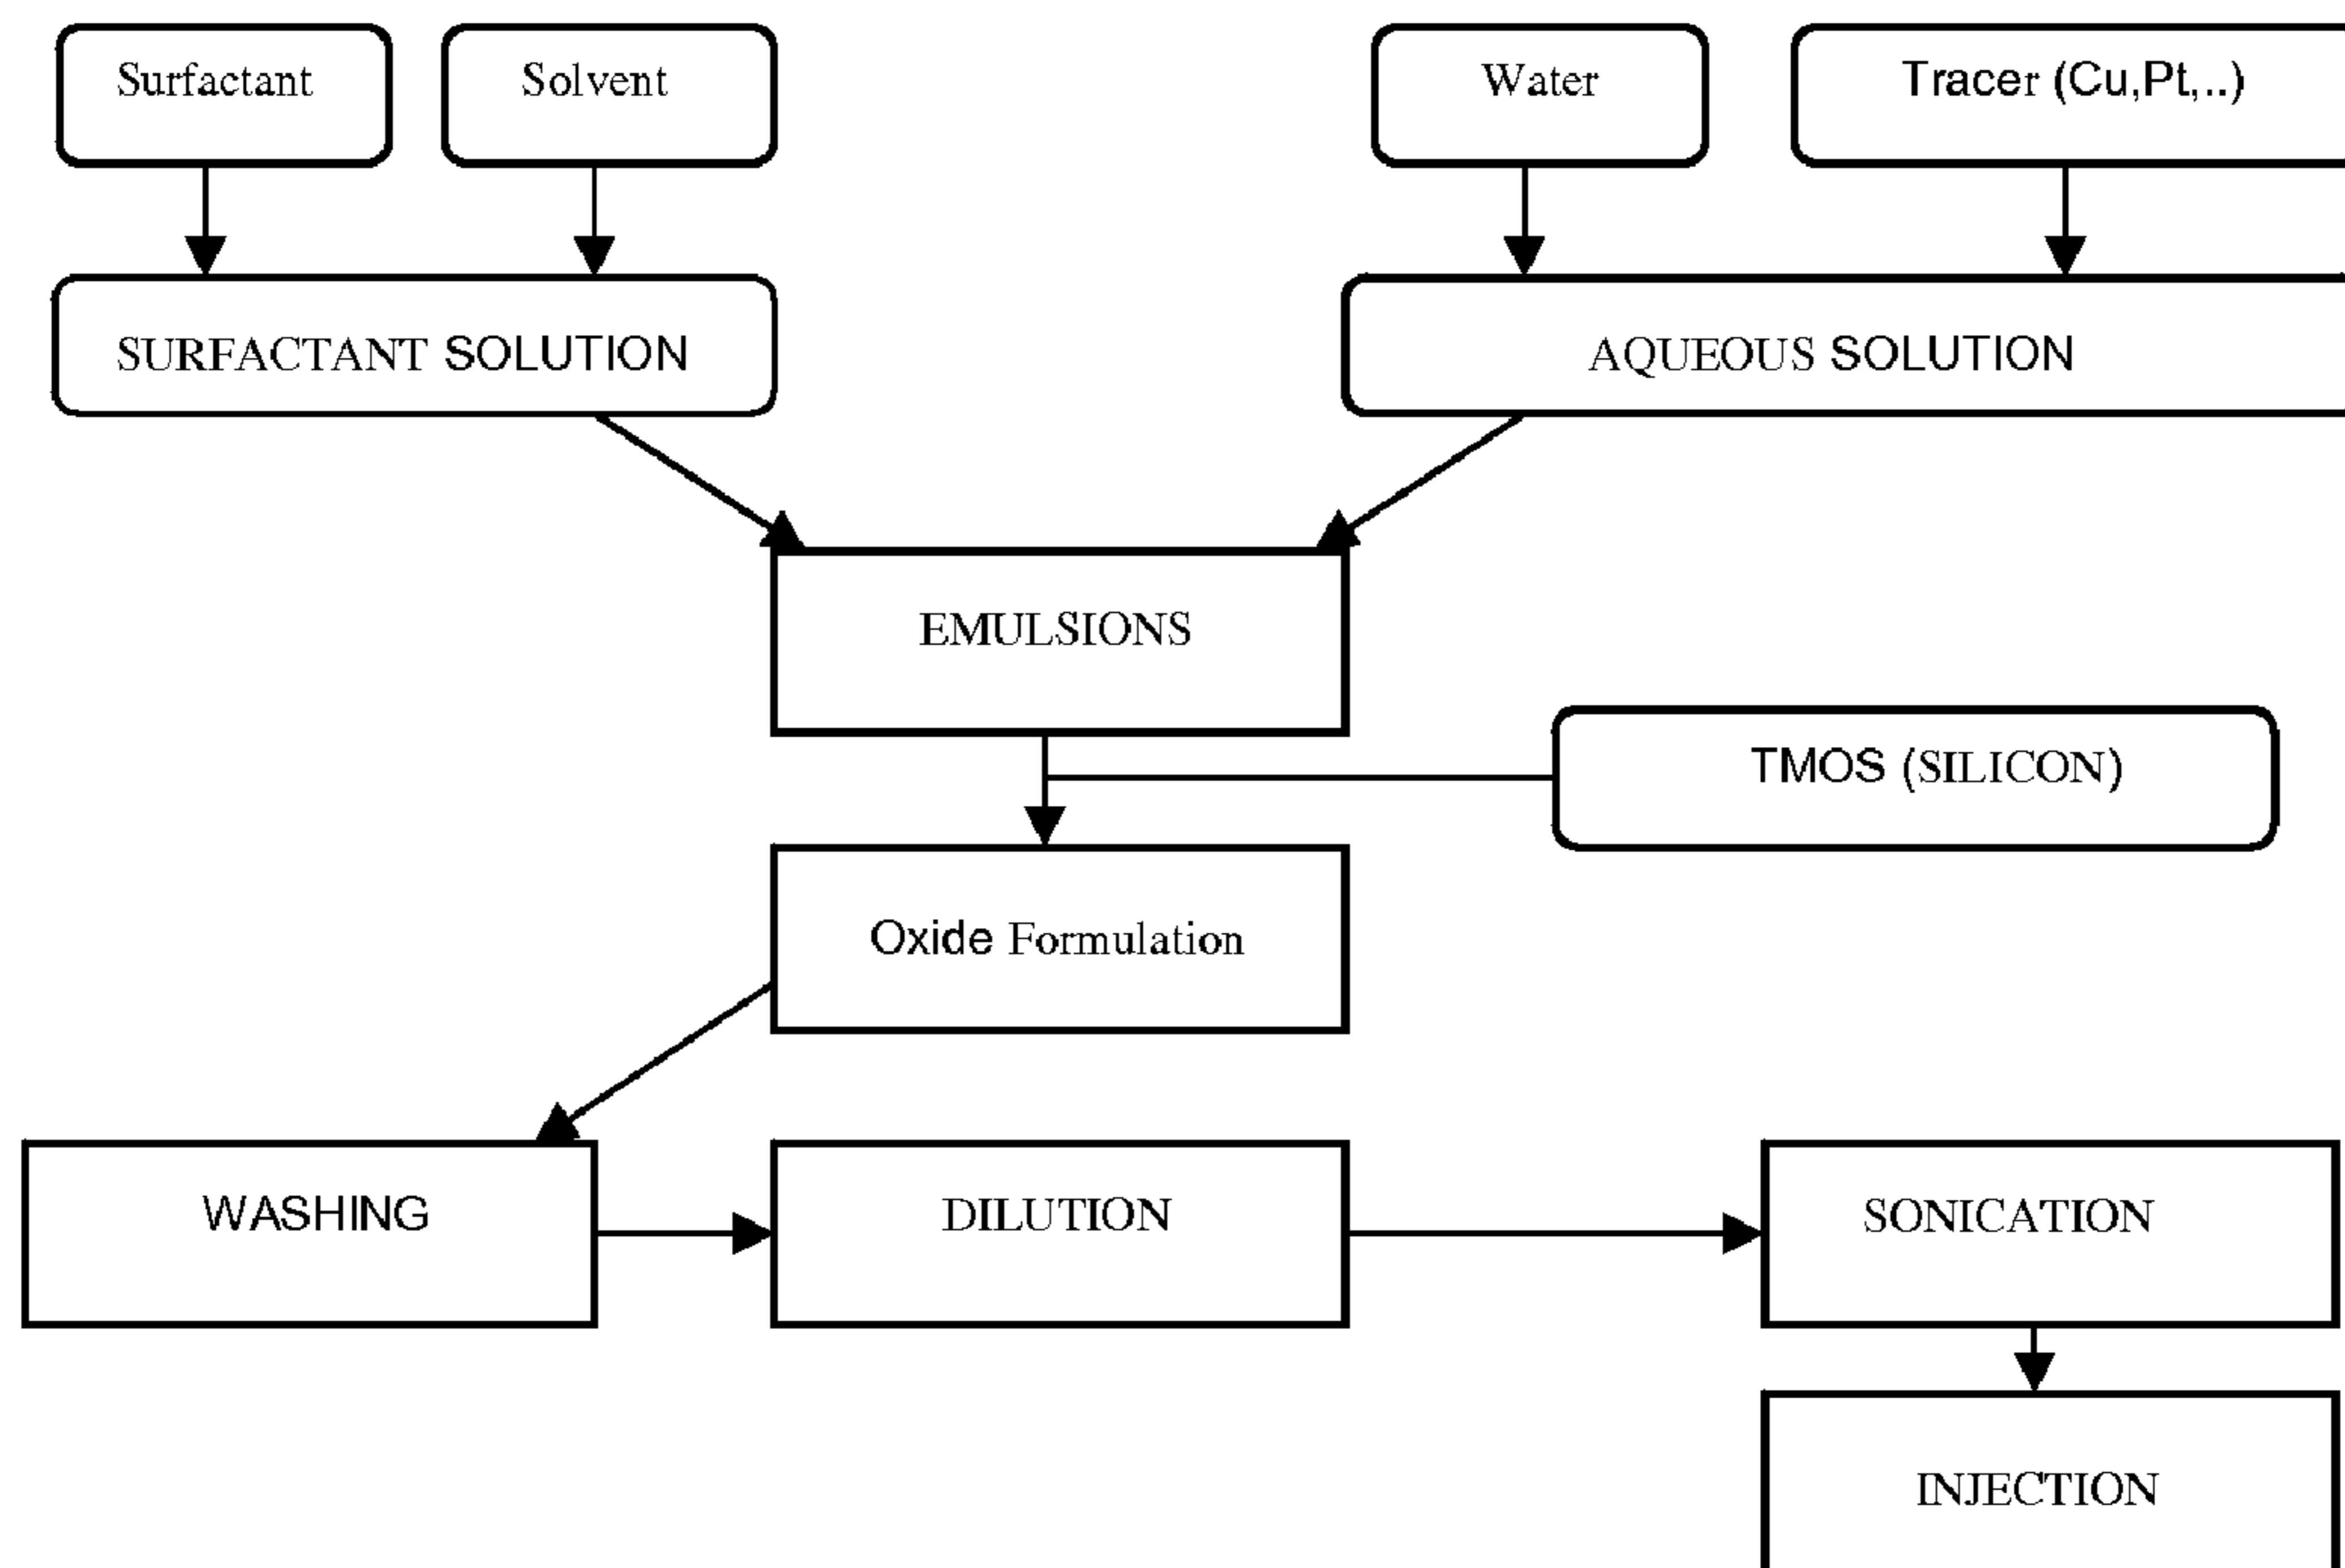 Surfactant
Solvent
Water
Tracer (Cu,Pt,..)
SURFACTANT SOLUTION
AQUEOUS SOLUTION
EMULSIONS
TMOS (SILICON)
Oxide Formulation
WASHING
DILUTION
SONICATION
INJECTION